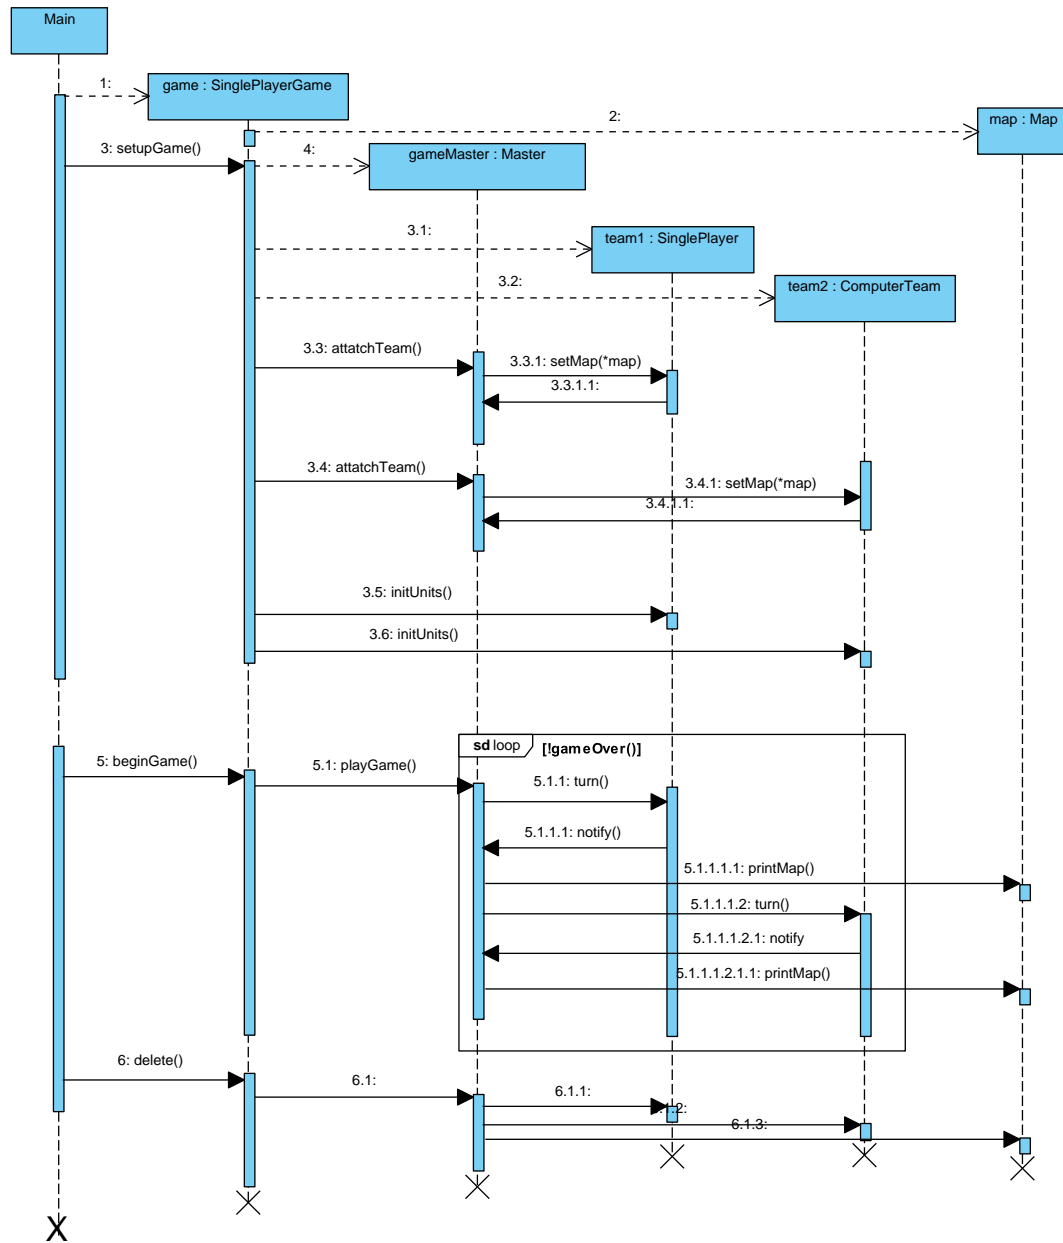 Main
1:
game : SinglePlayerGame
2:
map : Map
3: setupGame()
4:
gameMaster : Master
3.1:
team1 : SinglePlayer
3.2:
team2 : ComputerTeam
3.3: attatchTeam()
3.3.1: setMap(*map)
3.3.1.1:
3.4: attatchTeam()
3.4.1: setMap(*map)
3.4.1.1:
3.5: initUnits()
3.6: initUnits()
sd loop
[!gameOver()]
5: beginGame()
5.1: playGame()
5.1.1: turn()
5.1.1.1: notify()
5.1.1.1.1: printMap()
5.1.1.1.2: turn()
5.1.1.1.2.1: notify
5.1.1.1.2.1.1: printMap()
6: delete()
6.1:
6.1.1:
6.1.3:
X